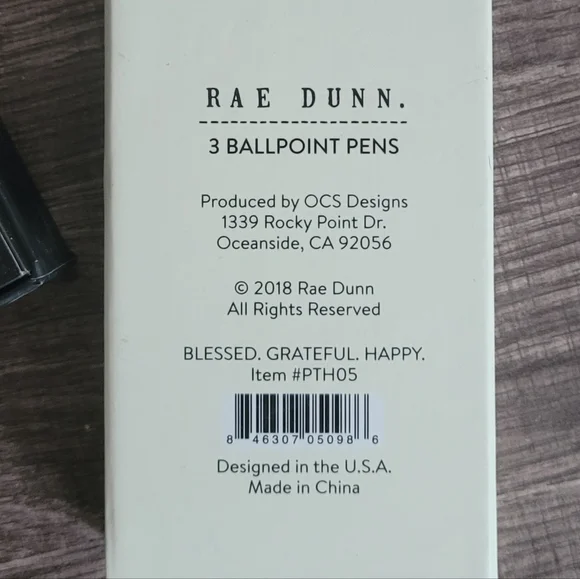 RAE DUNN.
3 BALLPOINT PENS
Produced by OCS Designs
1339 Rocky Point Dr.
Oceanside, CA 92056
© 2018 Rae Dunn
All Rights Reserved
BLESSED. GRATEFUL. HAPPY.
Item #PTH05
8 46307 05098 6
Designed in the U.S.A.
Made in China